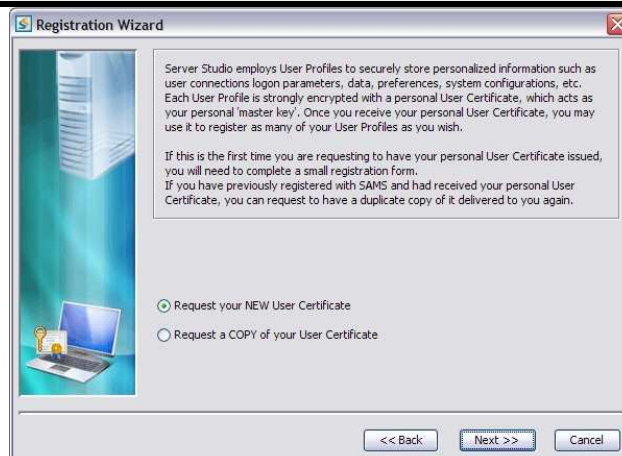 Registration Wizard
Server Studio employs User Profiles to securely store personalized information such as
user connections logon parameters, data, preferences, system configurations, etc.
Each User Profile is strongly encrypted with a personal User Certificate, which acts as
your personal 'master key'. Once you receive your personal User Certificate, you may
use it to register as many of your User Profiles as you wish.
If this is the first time you are requesting to have your personal User Certificate issued,
you will need to complete a small registration form.
If you have previously registered with SAMS and had received your personal User
Certificate, you can request to have a duplicate copy of it delivered to you again.
Request your NEW User Certificate
Request a COPY of your User Certificate
<< Back Next >> Cancel